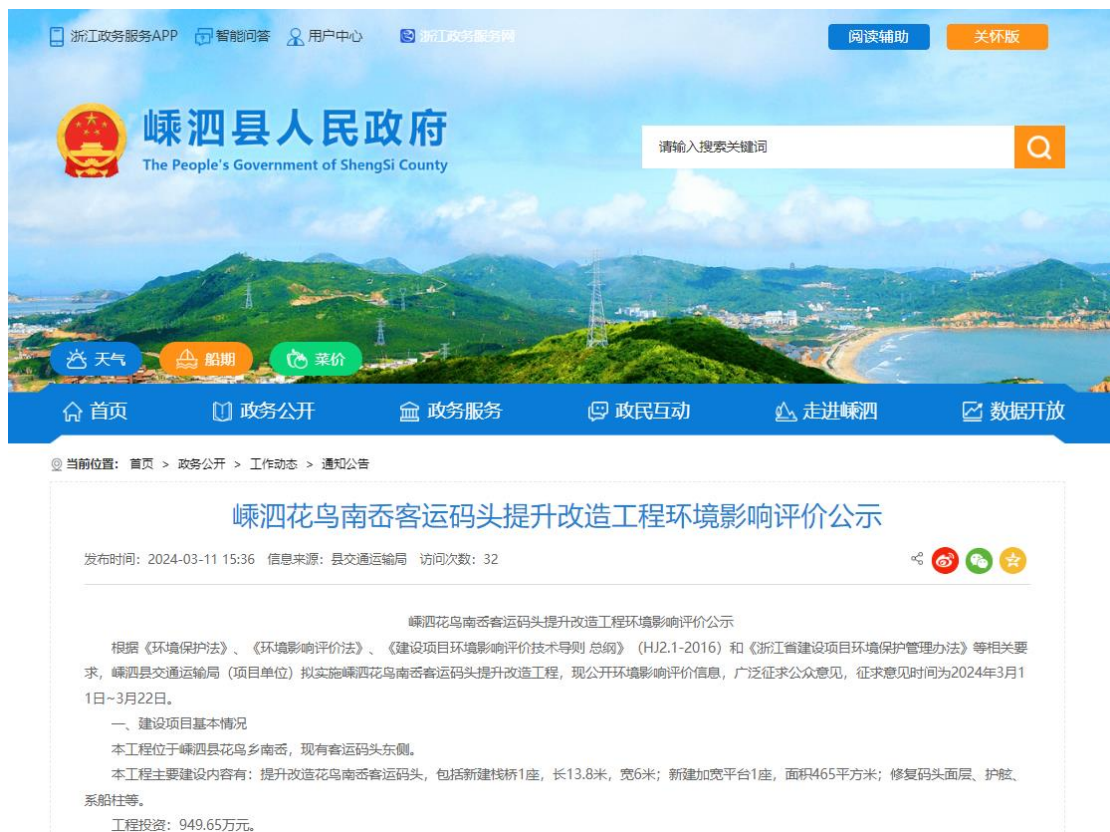 浙江政务服务APP 智能问答 用户中心 浙江政务服务网 阅读辅助 关怀版
嵊泗县人民政府
The People's Government of ShengSi County
请输入搜索关键词
天气 船期 菜价
首页 政务公开 政务服务 政民互动 走进嵊泗 数据开放
当前位置: 首页 > 政务公开 > 工作动态 > 通知公告
嵊泗花鸟南岙客运码头提升改造工程环境影响评价公示
发布时间: 2024-03-11 15:36 信息来源: 县交通运输局 访问次数: 32
嵊泗花鸟南岙客运码头提升改造工程环境影响评价公示
根据《环境保护法》、《环境影响评价法》、《建设项目环境影响评价技术导则 总纲》(HJ2.1-2016)和《浙江省建设项目环境保护管理办法》等相关要
求,嵊泗县交通运输局(项目单位)拟实施嵊泗花鸟南岙客运码头提升改造工程,现公开环境影响评价信息,广泛征求公众意见,征求意见时间为2024年3月1
1日~3月22日。
一、建设项目基本情况
本工程位于嵊泗县花鸟乡南岙,现有客运码头东侧。
本工程主要建设内容有:提升改造花鸟南岙客运码头,包括新建栈桥1座,长13.8米,宽6米;新建加宽平台1座,面积465平方米;修复码头面层、护舷、
系船柱等。
工程投资:949.65万元。